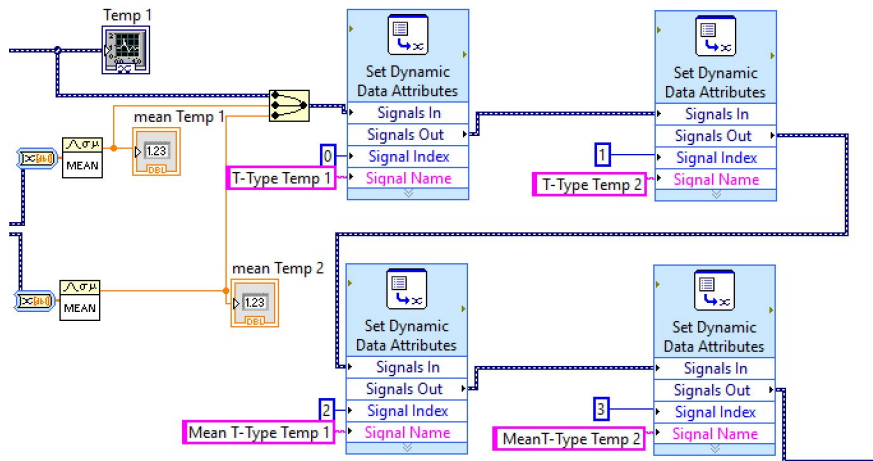 Temp 1
Set Dynamic
Data Attributes
Signals In
Signals Out
0
Signal Index
T-Type Temp 1
Signal Name
Set Dynamic
Data Attributes
Signals In
Signals Out
1
Signal Index
T-Type Temp 2
Signal Name
mean Temp 1
1.23
DBL
MEAN
mean Temp 2
1.23
DBL
MEAN
Set Dynamic
Data Attributes
Signals In
Signals Out
2
Signal Index
Mean T-Type Temp 1
Signal Name
Set Dynamic
Data Attributes
Signals In
Signals Out
3
Signal Index
MeanT-Type Temp 2
Signal Name